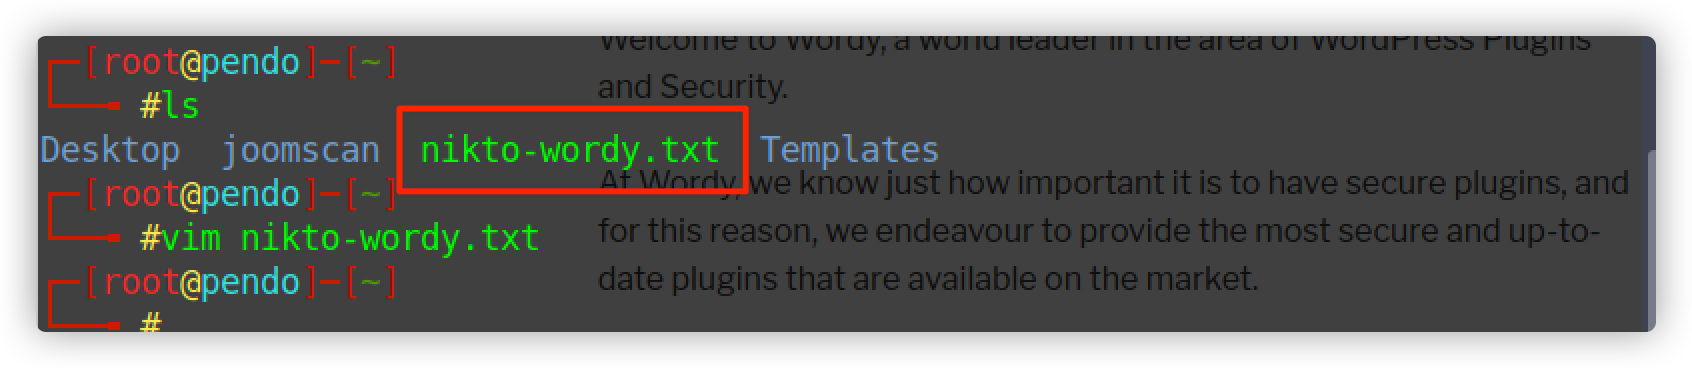 ┌─[root@pendo]─[~]
└──╼ #ls
Desktop  joomscan  nikto-wordy.txt  Templates
┌─[root@pendo]─[~]
└──╼ #vim nikto-wordy.txt
┌─[root@pendo]─[~]
└──╼ #
Welcome to Wordy, a world leader in the area of WordPress Plugins
and Security.
At Wordy, we know just how important it is to have secure plugins, and
for this reason, we endeavour to provide the most secure and up-to-
date plugins that are available on the market.